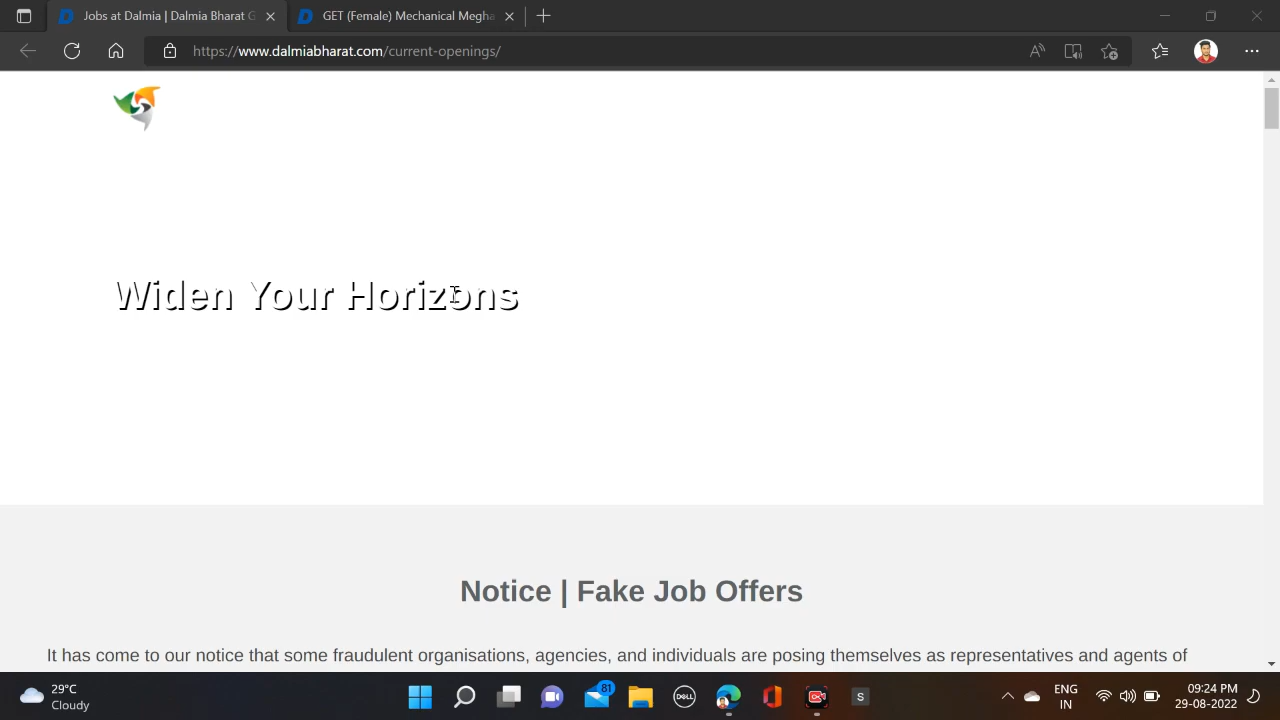 Jobs at Dalmia | Dalmia Bharat G
GET (Female) Mechanical Megha
https://www.dalmiabharat.com/current-openings/
Widen Your Horizons
Notice | Fake Job Offers
It has come to our notice that some fraudulent organisations, agencies, and individuals are posing themselves as representatives and agents of
29°C
Cloudy
81
DELL
S
ENG
IN
09:24 PM
29-08-2022